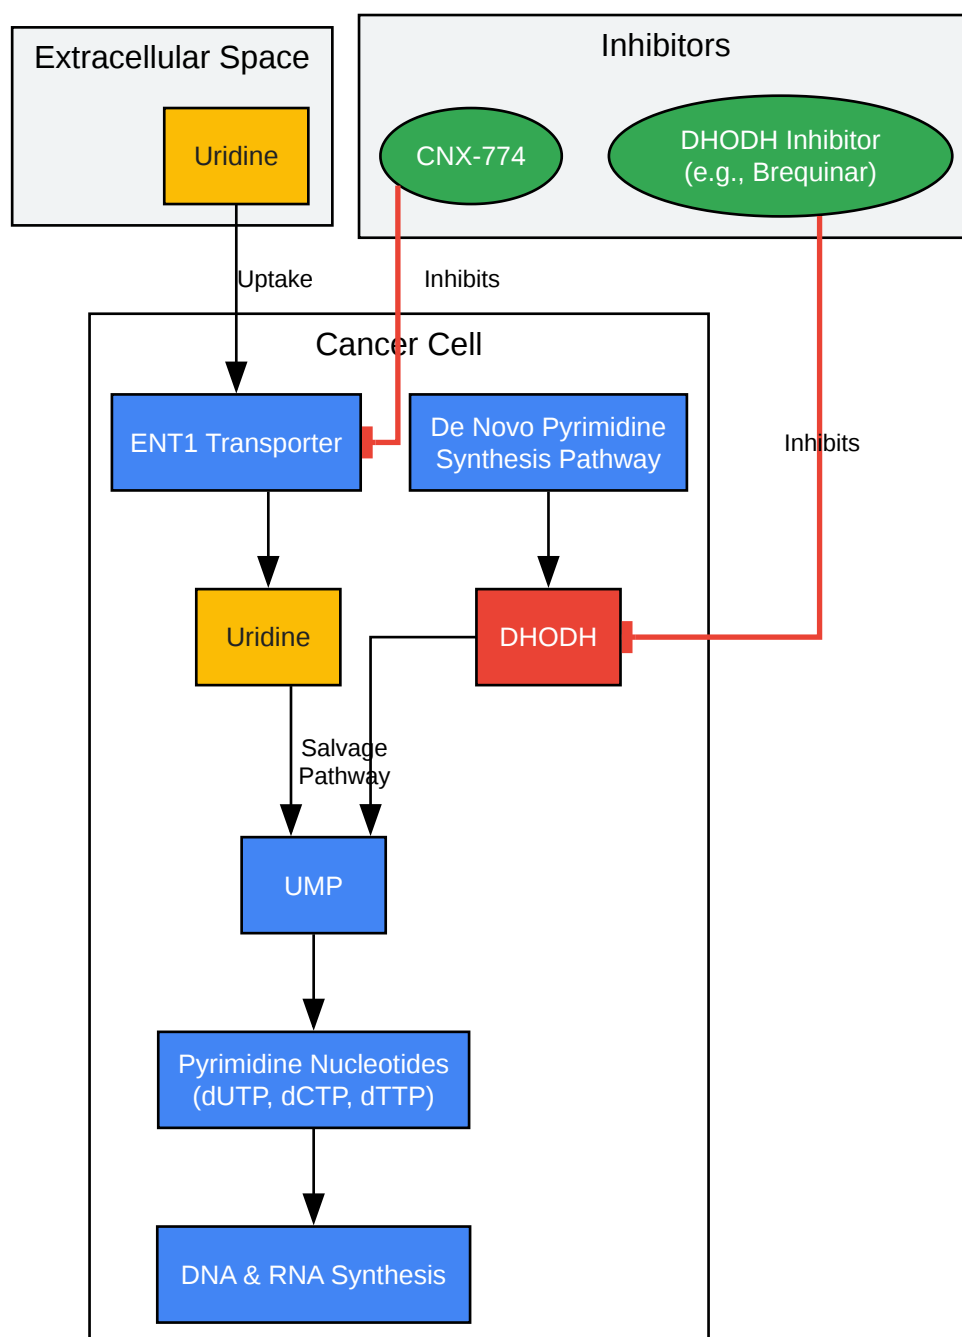 Extracellular Space
Inhibitors
Uridine
CNX-774
DHODH Inhibitor
(e.g., Brequinar)
Uptake
Inhibits
Cancer Cell
ENT1 Transporter
De Novo Pyrimidine
Synthesis Pathway
Inhibits
Uridine
DHODH
Salvage
Pathway
UMP
Pyrimidine Nucleotides
(dUTP, dCTP, dTTP)
DNA & RNA Synthesis